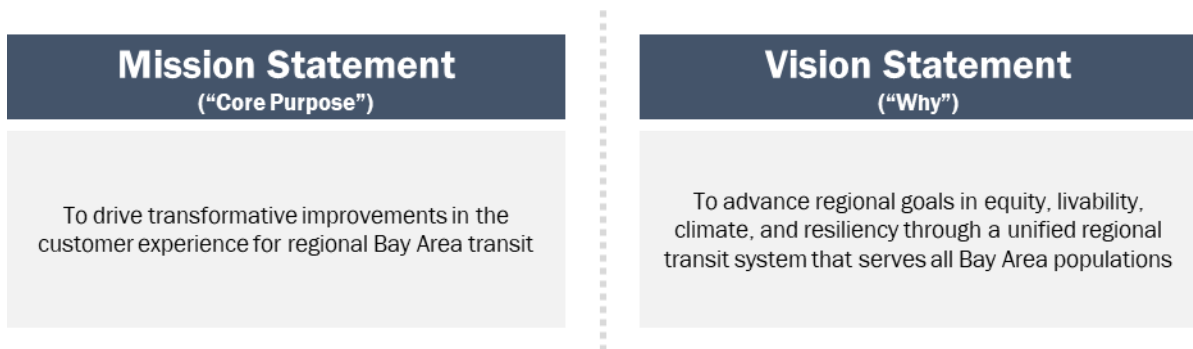 Mission Statement
(“Core Purpose”)
To drive transformative improvements in the
customer experience for regional Bay Area transit
Vision Statement
(“Why”)
To advance regional goals in equity, livability,
climate, and resiliency through a unified regional
transit system that serves all Bay Area populations